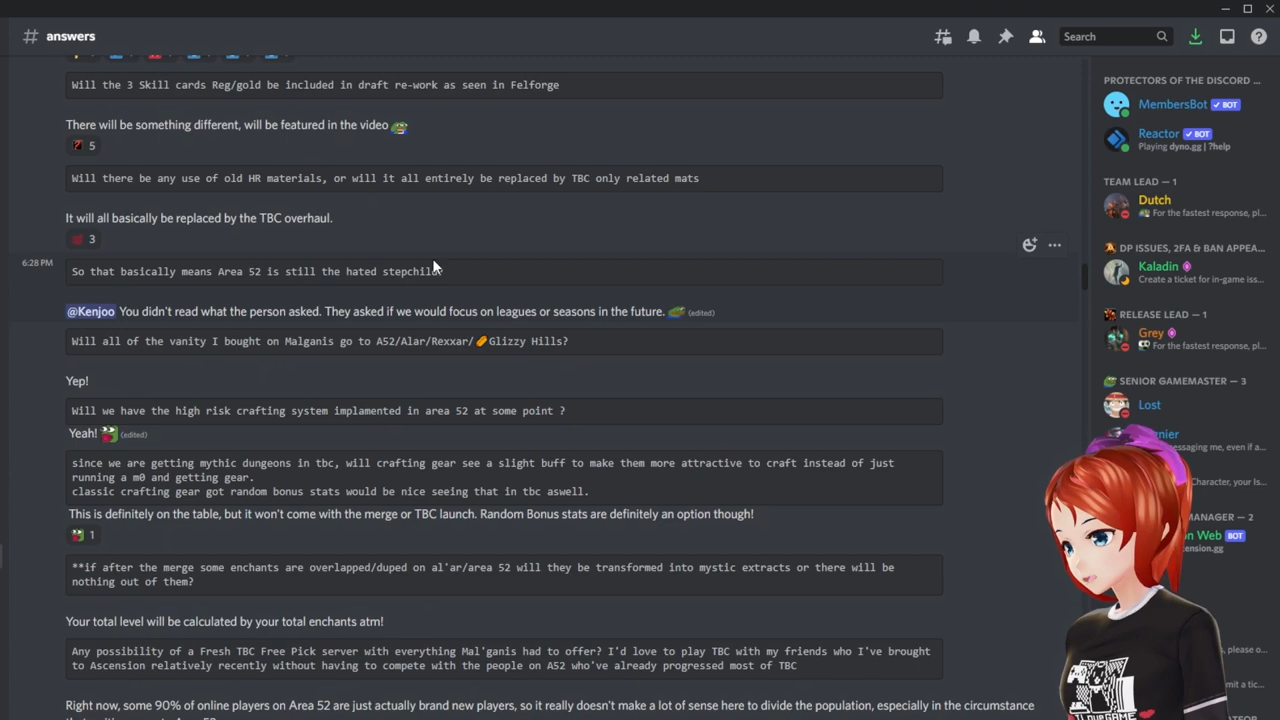 answers
Search
Will the 3 Skill cards Reg/gold be included in draft re-work as seen in Felforge
There will be something different, will be featured in the video
5
Will there be any use of old HR materials, or will it all entirely be replaced by TBC only related mats
It will all basically be replaced by the TBC overhaul.
3
6:28 PM
So that basically means Area 52 is still the hated stepchild
@Kenjoo You didn't read what the person asked. They asked if we would focus on leagues or seasons in the future. (edited)
Will all of the vanity I bought on Malganis go to A52/Alar/Rexxar/ Glizzy Hills?
Yep!
Will we have the high risk crafting system implamented in area 52 at some point ?
Yeah! (edited)
since we are getting mythic dungeons in tbc, will crafting gear see a slight buff to make them more attractive to craft instead of just
running a m0 and getting gear.
classic crafting gear got random bonus stats would be nice seeing that in tbc aswell.
This is definitely on the table, but it won't come with the merge or TBC launch. Random Bonus stats are definitely an option though!
1
**if after the merge some enchants are overlapped/duped on al'ar/area 52 will they be transformed into mystic extracts or there will be
nothing out of them?
Your total level will be calculated by your total enchants atm!
Any possibility of a Fresh TBC Free Pick server with everything Mal'ganis had to offer? I'd love to play TBC with my friends who I've brought
to Ascension relatively recently without having to compete with the people on A52 who've already progressed most of TBC
Right now, some 90% of online players on Area 52 are just actually brand new players, so it really doesn't make a lot of sense here to divide the population, especially in the circumstance
PROTECTORS OF THE DISCORD ...
MembersBot BOT
Reactor BOT
Playing dyno.gg | ?help
TEAM LEAD — 1
Dutch
For the fastest response, pl...
DP ISSUES, 2FA & BAN APPEA...
Kaladin
Create a ticket for in-game iss...
RELEASE LEAD — 1
Grey
For the fastest response, pl...
SENIOR GAMEMASTER — 3
Lost
nier
essaging me, even if a...
Character, your Is...
MANAGER — 2
n Web BOT
cension.gg
, please o...
mit a tic...